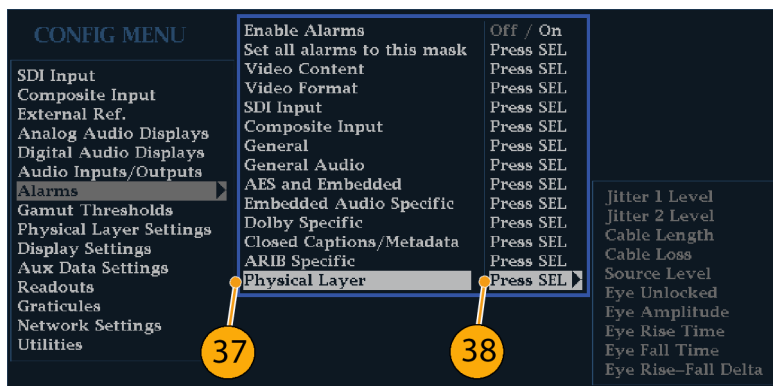 CONFIG MENU
SDI Input
Composite Input
External Ref.
Analog Audio Displays
Digital Audio Displays
Audio Inputs/Outputs
Alarms
Gamut Thresholds
Physical Layer Settings
Display Settings
Aux Data Settings
Readouts
Graticules
Network Settings
Utilities
Enable Alarms Off / On
Set all alarms to this mask Press SEL
Video Content Press SEL
Video Format Press SEL
SDI Input Press SEL
Composite Input Press SEL
General Press SEL
General Audio Press SEL
AES and Embedded Press SEL
Embedded Audio Specific Press SEL
Dolby Specific Press SEL
Closed Captions/Metadata Press SEL
ARIB Specific Press SEL
Physical Layer Press SEL
37
38
Jitter 1 Level
Jitter 2 Level
Cable Length
Cable Loss
Source Level
Eye Unlocked
Eye Amplitude
Eye Rise Time
Eye Fall Time
Eye Rise–Fall Delta